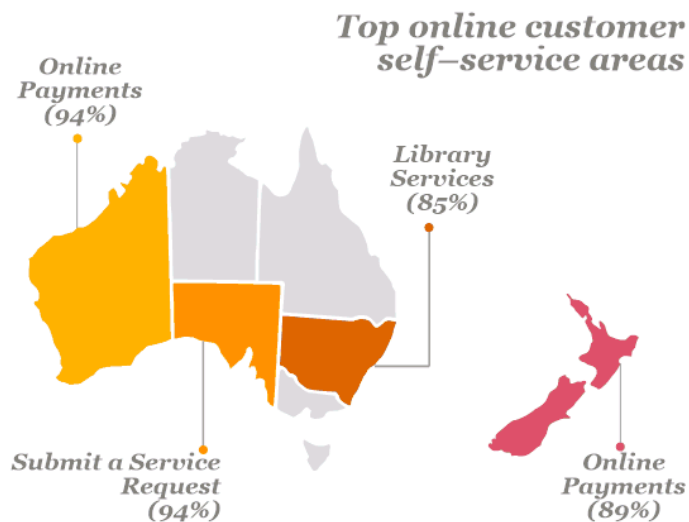 Top online customer
self–service areas
Online
Payments
(94%)
Library
Services
(85%)
Submit a Service
Request
(94%)
Online
Payments
(89%)